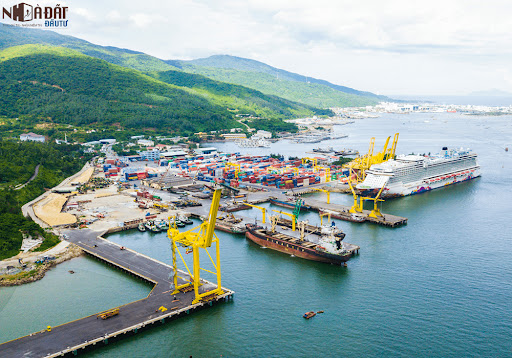 NHÀ ĐẤT
ĐẦU TƯ